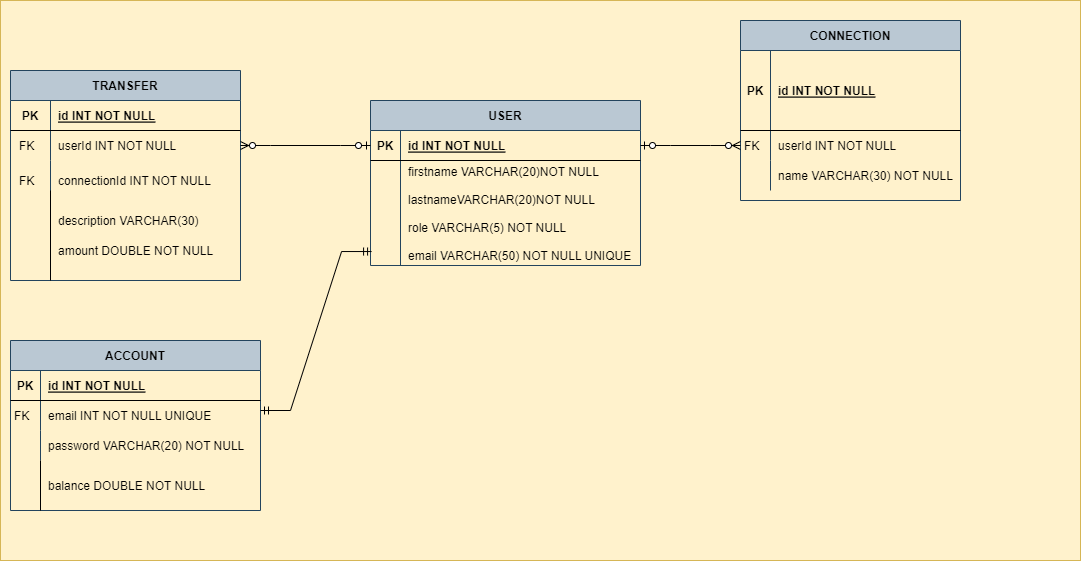 TRANSFER
PK id INT NOT NULL
FK userId INT NOT NULL
FK connectionId INT NOT NULL
description VARCHAR(30)
amount DOUBLE NOT NULL
USER
PK id INT NOT NULL
firstname VARCHAR(20)NOT NULL
lastnameVARCHAR(20)NOT NULL
role VARCHAR(5) NOT NULL
email VARCHAR(50) NOT NULL UNIQUE
CONNECTION
PK id INT NOT NULL
FK userId INT NOT NULL
name VARCHAR(30) NOT NULL
ACCOUNT
PK id INT NOT NULL
FK email INT NOT NULL UNIQUE
password VARCHAR(20) NOT NULL
balance DOUBLE NOT NULL